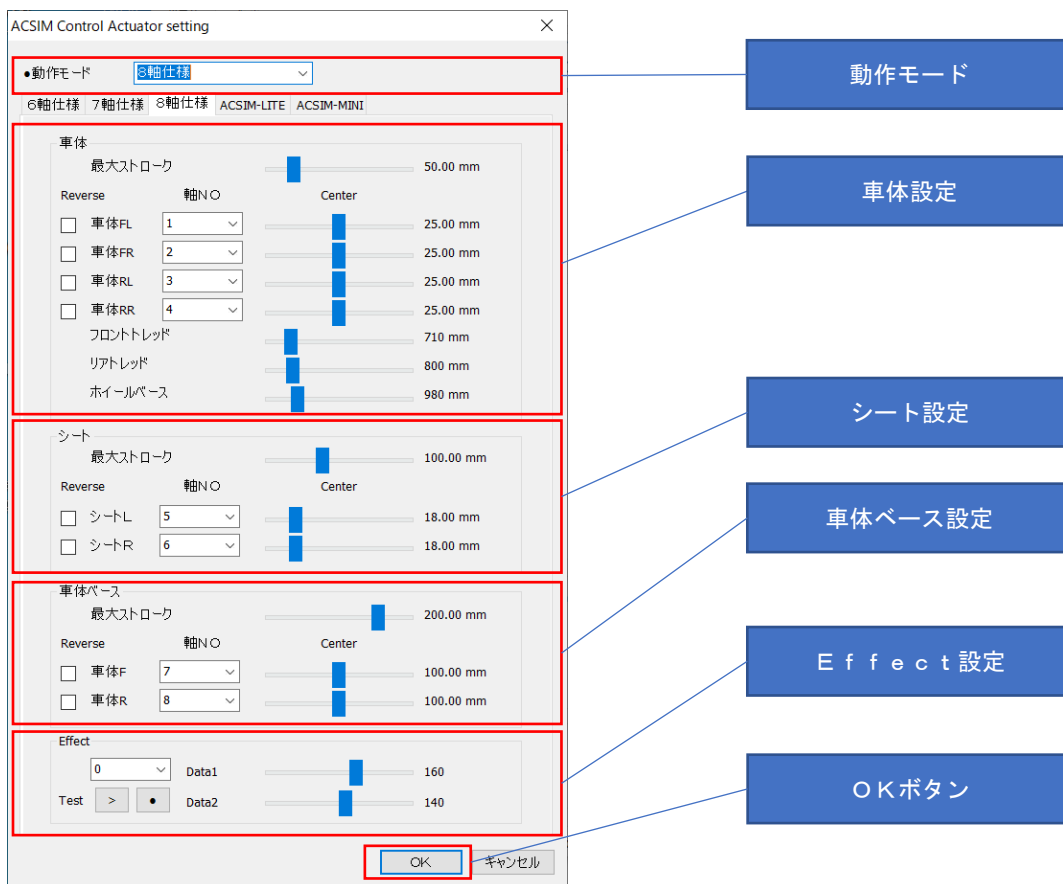 ACSIM Control Actuator setting
●動作モード 8軸仕様
6軸仕様 7軸仕様 8軸仕様 ACSIM-LITE ACSIM-MINI
車体
最大ストローク 50.00 mm
Reverse 軸NO Center
車体FL 1 25.00 mm
車体FR 2 25.00 mm
車体RL 3 25.00 mm
車体RR 4 25.00 mm
フロントトレッド 710 mm
リアトレッド 800 mm
ホイールベース 980 mm
シート
最大ストローク 100.00 mm
Reverse 軸NO Center
シートL 5 18.00 mm
シートR 6 18.00 mm
車体ベース
最大ストローク 200.00 mm
Reverse 軸NO Center
車体F 7 100.00 mm
車体R 8 100.00 mm
Effect
0 Data1 160
Test > ● Data2 140
OK キャンセル
動作モード
車体設定
シート設定
車体ベース設定
Ｅｆｆｅｃｔ設定
ＯＫボタン